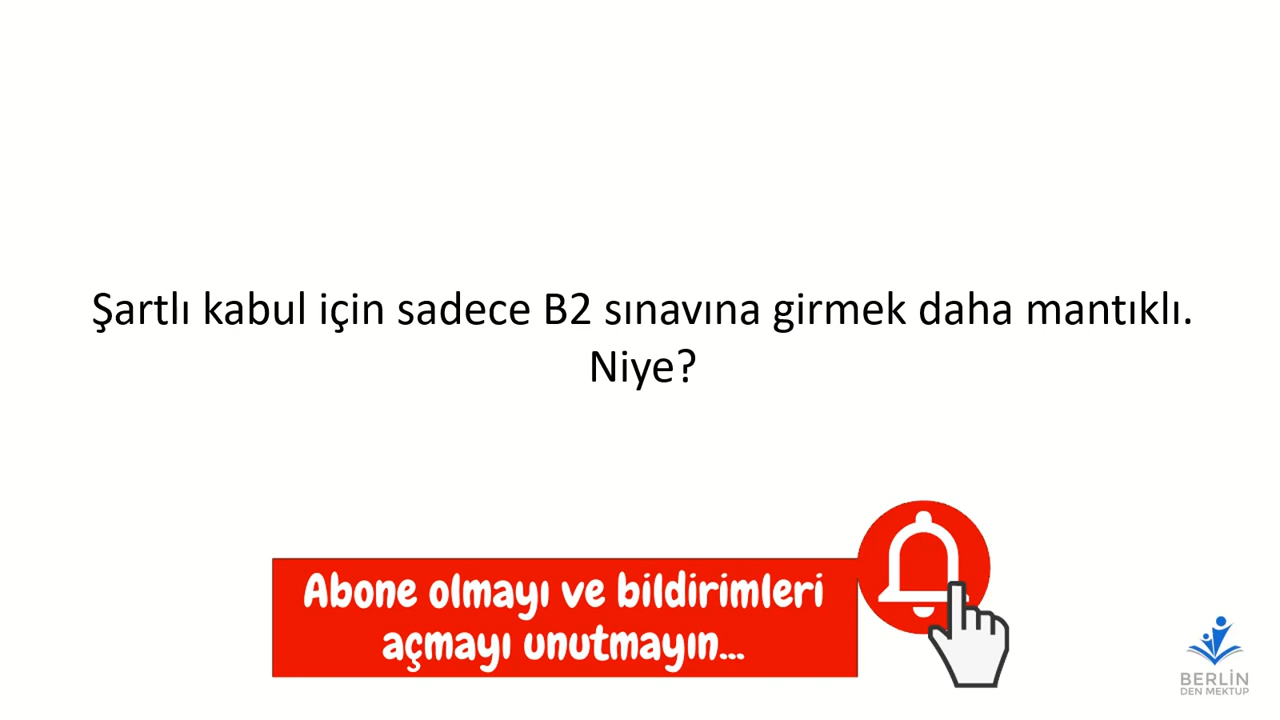 Şartlı kabul için sadece B2 sınavına girmek daha mantıklı.
Niye?
Abone olmayı ve bildirimleri
açmayı unutmayın...
BERLİN
DEN MEKTUP